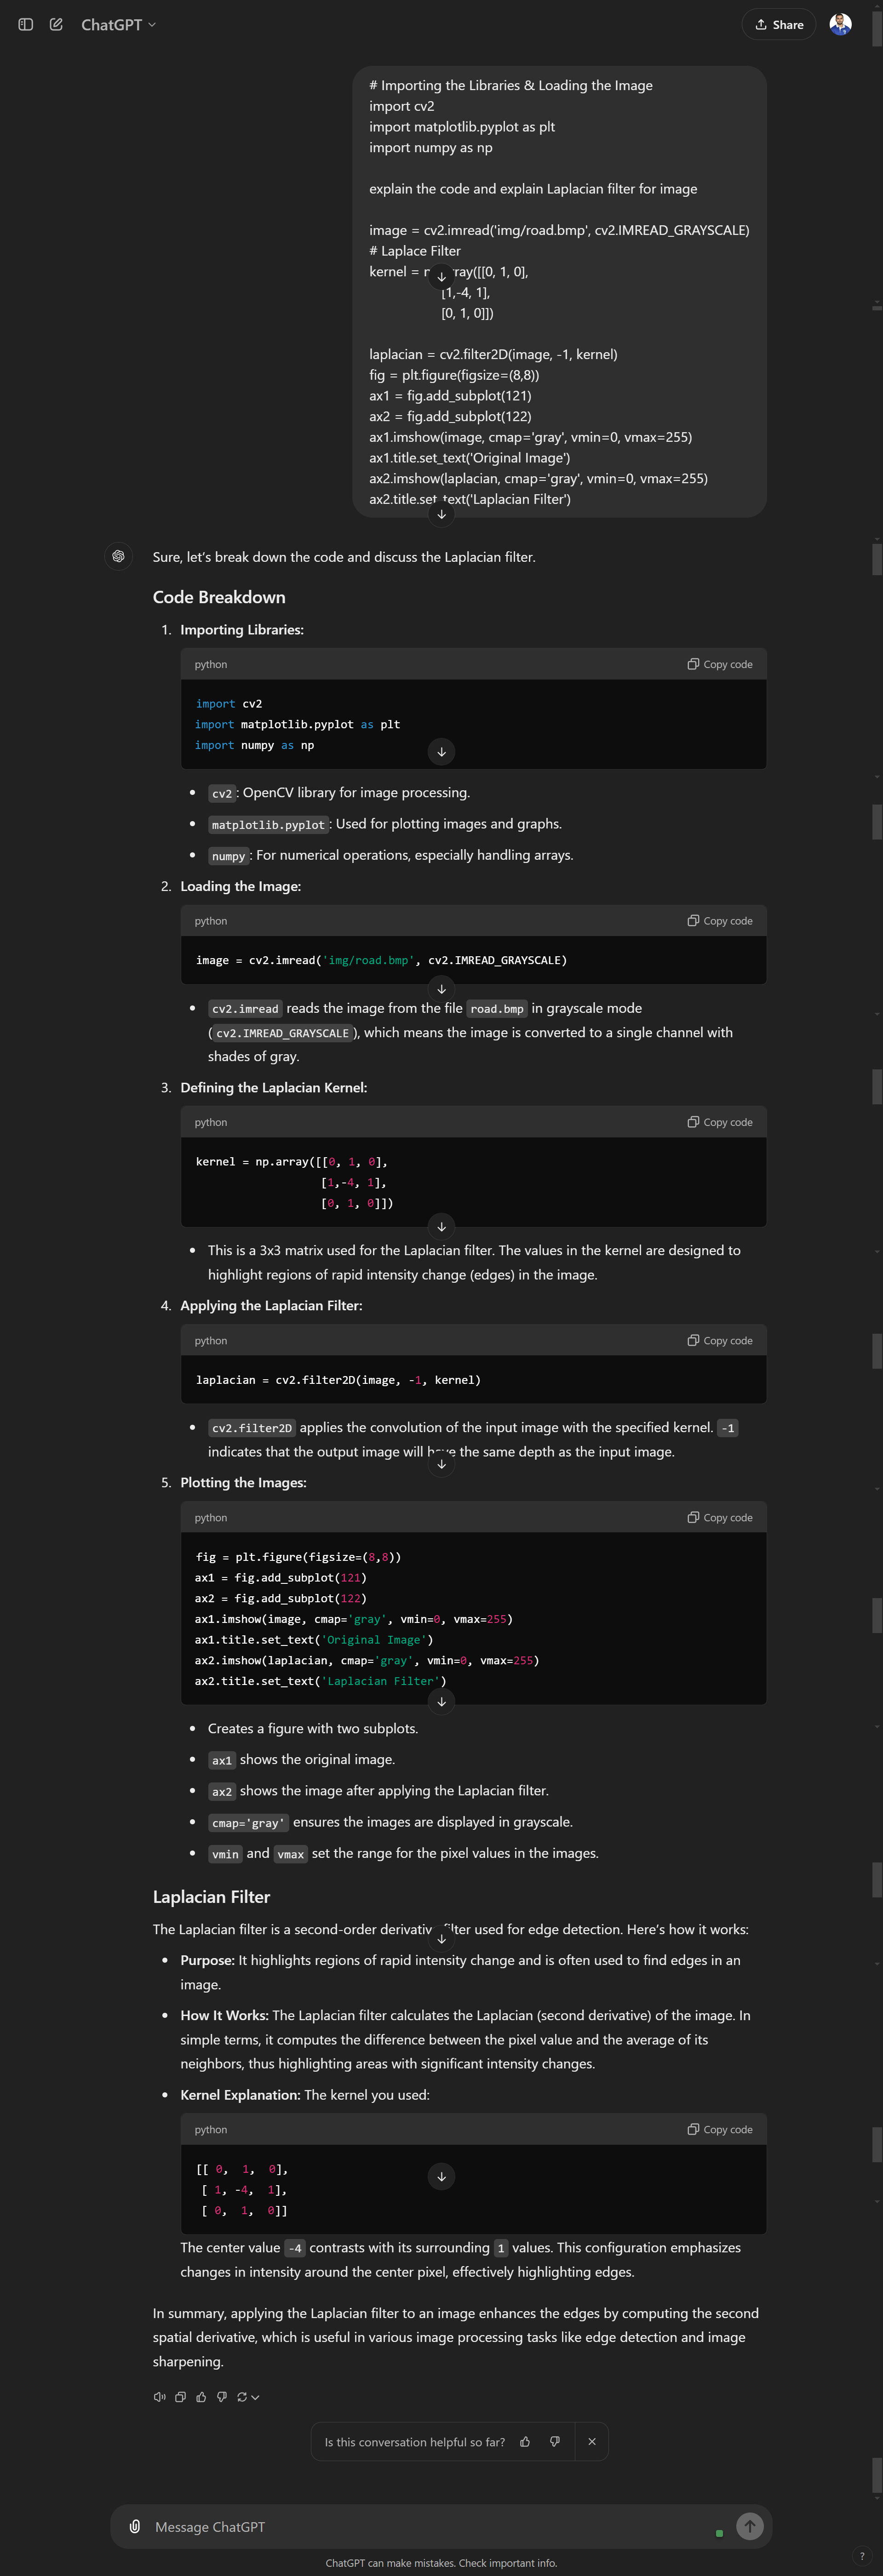 ChatGPT
Share
# Importing the Libraries & Loading the Image
import cv2
import matplotlib.pyplot as plt
import numpy as np
explain the code and explain Laplacian filter for image
image = cv2.imread('img/road.bmp', cv2.IMREAD_GRAYSCALE)
# Laplace Filter
kernel = np.array([[0, 1, 0],
[1,-4, 1],
[0, 1, 0]])
laplacian = cv2.filter2D(image, -1, kernel)
fig = plt.figure(figsize=(8,8))
ax1 = fig.add_subplot(121)
ax2 = fig.add_subplot(122)
ax1.imshow(image, cmap='gray', vmin=0, vmax=255)
ax1.title.set_text('Original Image')
ax2.imshow(laplacian, cmap='gray', vmin=0, vmax=255)
ax2.title.set_text('Laplacian Filter')
Sure, let’s break down the code and discuss the Laplacian filter.
Code Breakdown
1. Importing Libraries:
python Copy code
import cv2
import matplotlib.pyplot as plt
import numpy as np
• cv2: OpenCV library for image processing.
• matplotlib.pyplot: Used for plotting images and graphs.
• numpy: For numerical operations, especially handling arrays.
2. Loading the Image:
python Copy code
image = cv2.imread('img/road.bmp', cv2.IMREAD_GRAYSCALE)
• cv2.imread reads the image from the file road.bmp in grayscale mode
(cv2.IMREAD_GRAYSCALE), which means the image is converted to a single channel with
shades of gray.
3. Defining the Laplacian Kernel:
python Copy code
kernel = np.array([[0, 1, 0],
[1,-4, 1],
[0, 1, 0]])
• This is a 3x3 matrix used for the Laplacian filter. The values in the kernel are designed to
highlight regions of rapid intensity change (edges) in the image.
4. Applying the Laplacian Filter:
python Copy code
laplacian = cv2.filter2D(image, -1, kernel)
• cv2.filter2D applies the convolution of the input image with the specified kernel. -1
indicates that the output image will have the same depth as the input image.
5. Plotting the Images:
python Copy code
fig = plt.figure(figsize=(8,8))
ax1 = fig.add_subplot(121)
ax2 = fig.add_subplot(122)
ax1.imshow(image, cmap='gray', vmin=0, vmax=255)
ax1.title.set_text('Original Image')
ax2.imshow(laplacian, cmap='gray', vmin=0, vmax=255)
ax2.title.set_text('Laplacian Filter')
• Creates a figure with two subplots.
• ax1 shows the original image.
• ax2 shows the image after applying the Laplacian filter.
• cmap='gray' ensures the images are displayed in grayscale.
• vmin and vmax set the range for the pixel values in the images.
Laplacian Filter
The Laplacian filter is a second-order derivative filter used for edge detection. Here’s how it works:
• Purpose: It highlights regions of rapid intensity change and is often used to find edges in an
image.
• How It Works: The Laplacian filter calculates the Laplacian (second derivative) of the image. In
simple terms, it computes the difference between the pixel value and the average of its
neighbors, thus highlighting areas with significant intensity changes.
• Kernel Explanation: The kernel you used:
python Copy code
[[ 0, 1, 0],
[ 1, -4, 1],
[ 0, 1, 0]]
The center value -4 contrasts with its surrounding 1 values. This configuration emphasizes
changes in intensity around the center pixel, effectively highlighting edges.
In summary, applying the Laplacian filter to an image enhances the edges by computing the second
spatial derivative, which is useful in various image processing tasks like edge detection and image
sharpening.
Is this conversation helpful so far?
Message ChatGPT
ChatGPT can make mistakes. Check important info.
?